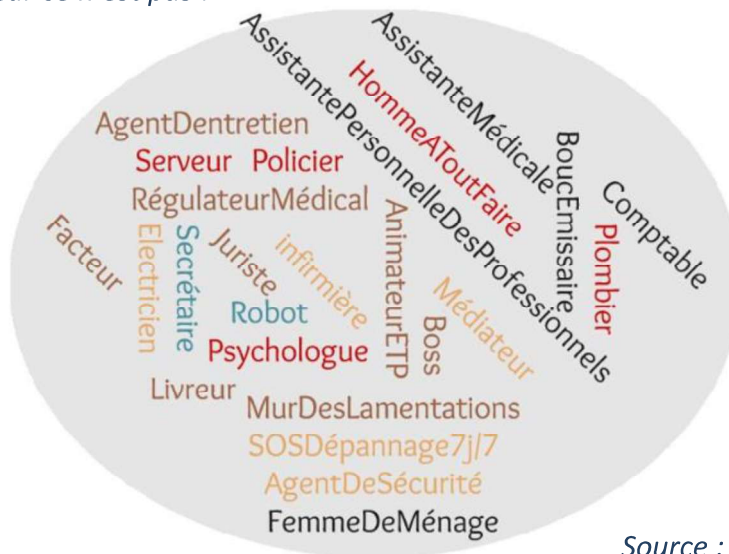 AssistanteMédicale
AssistantePersonnelleDesProfessionnels
HommeAToutFaire
BoucEmissaire
Comptable
Plombier
AgentDentretien
Serveur Policier
RégulateurMédical
Facteur
Electricien
Secrétaire
Juriste
infirmière
AnimateurETP
Robot
Boss
Médiateur
Psychologue
Livreur
MurDesLamentations
SOSDépannage7j/7
AgentDeSécurité
FemmeDeMénage
Source :